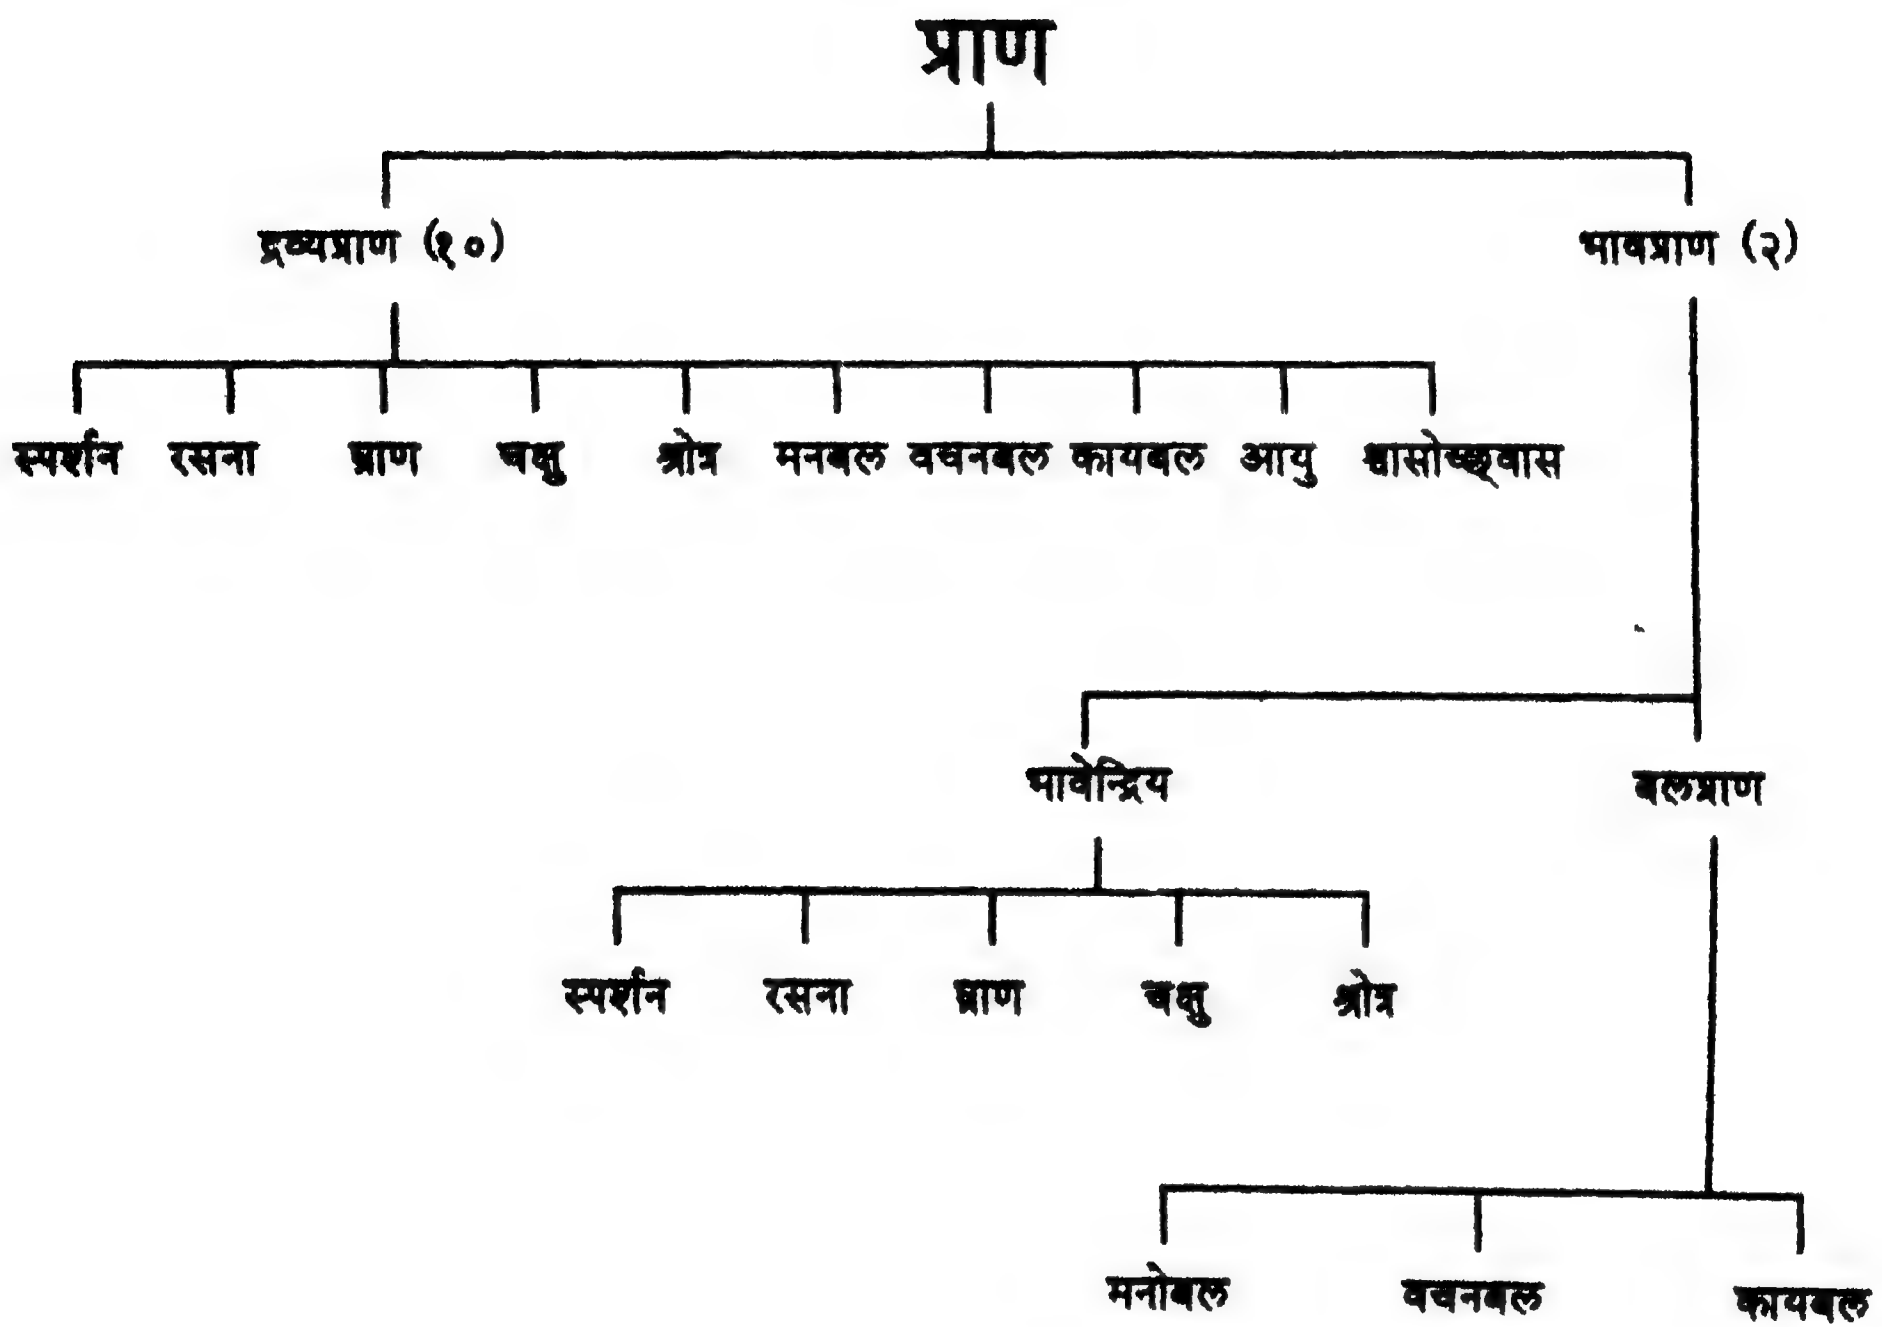 प्राण
द्रव्यप्राण (१०) भावप्राण (२)
स्पर्शन रसना घ्राण चक्षु श्रोत्र मनबल वचनबल कायबल आयु श्वासोच्छ्वास
भावेन्द्रिय बलप्राण
स्पर्शन रसना घ्राण चक्षु श्रोत्र
मनोबल वचनबल कायबल